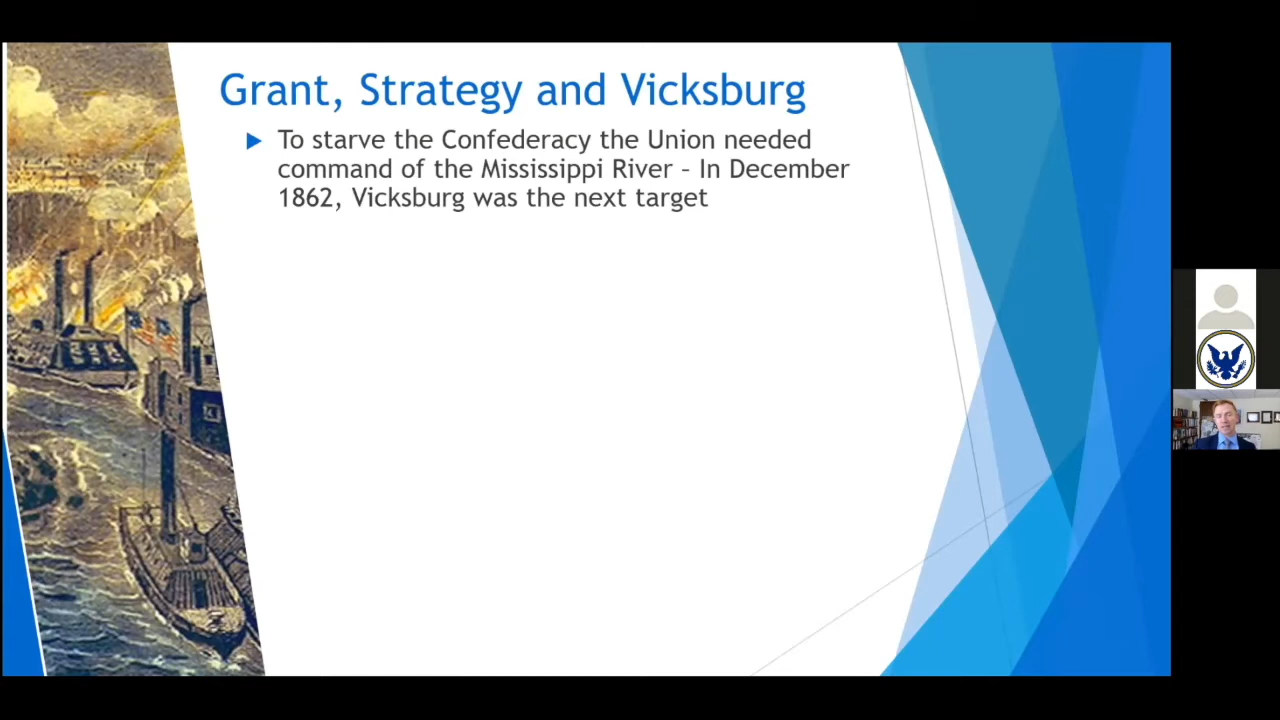 Grant, Strategy and Vicksburg
To starve the Confederacy the Union needed
command of the Mississippi River – In December
1862, Vicksburg was the next target